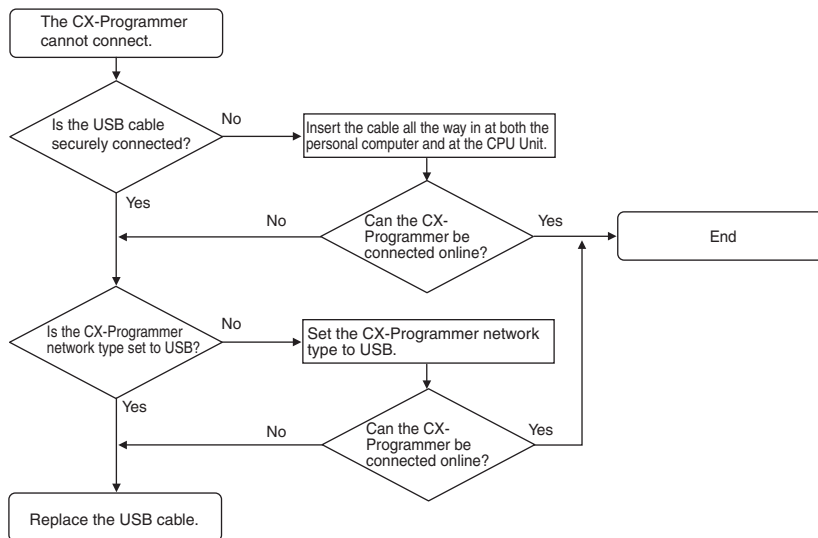 The CX-Programmer
cannot connect.
Is the USB cable
securely connected?
No
Insert the cable all the way in at both the
personal computer and at the CPU Unit.
Yes
No
Can the CX-
Programmer be
connected online?
Yes
End
Is the CX-Programmer
network type set to USB?
No
Set the CX-Programmer network
type to USB.
Yes
No
Can the CX-
Programmer be
connected online?
Yes
Replace the USB cable.